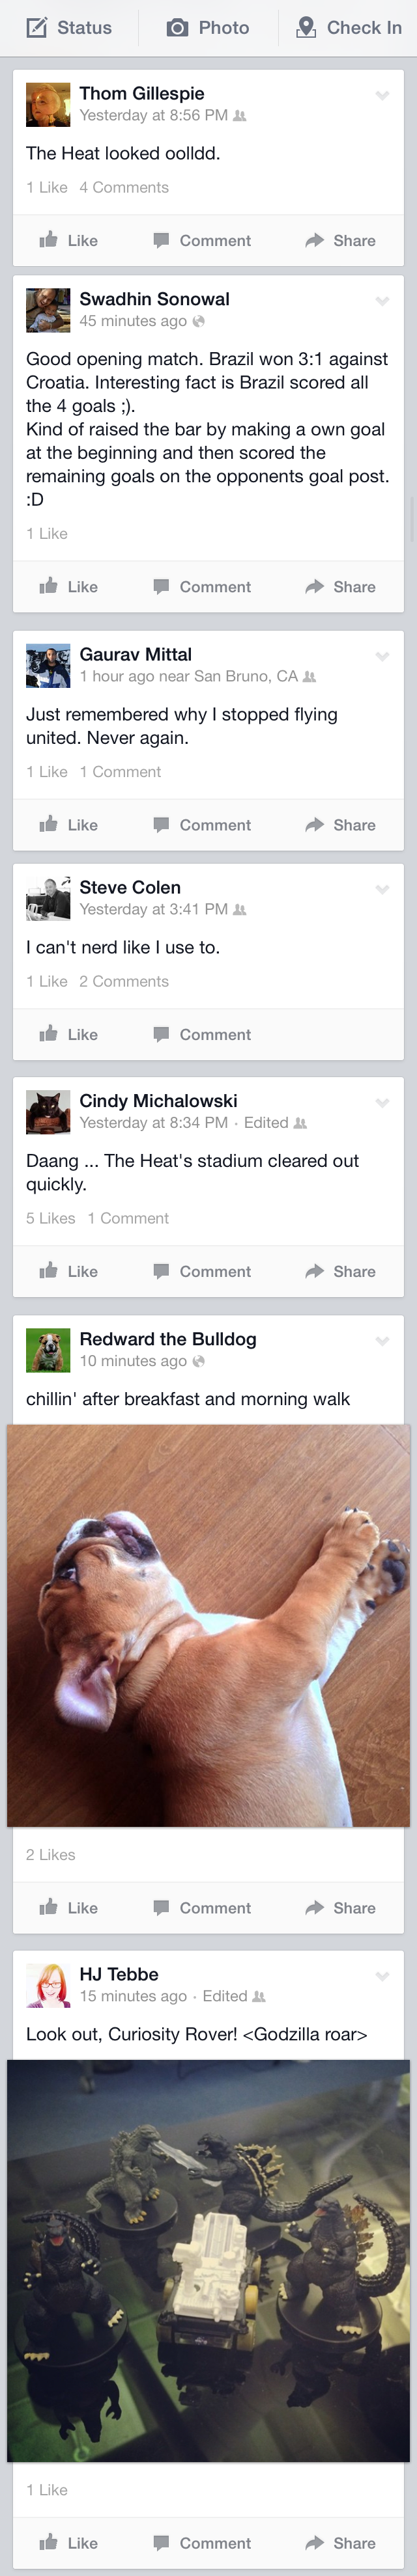 Status Photo Check In
Thom Gillespie
Yesterday at 8:56 PM
The Heat looked oolldd.
1 Like 4 Comments
Like Comment Share
Swadhin Sonowal
45 minutes ago
Good opening match. Brazil won 3:1 against
Croatia. Interesting fact is Brazil scored all
the 4 goals ;).
Kind of raised the bar by making a own goal
at the beginning and then scored the
remaining goals on the opponents goal post.
:D
1 Like
Like Comment Share
Gaurav Mittal
1 hour ago near San Bruno, CA
Just remembered why I stopped flying
united. Never again.
1 Like 1 Comment
Like Comment Share
Steve Colen
Yesterday at 3:41 PM
I can't nerd like I use to.
1 Like 2 Comments
Like Comment
Cindy Michalowski
Yesterday at 8:34 PM · Edited
Daang ... The Heat's stadium cleared out
quickly.
5 Likes 1 Comment
Like Comment Share
Redward the Bulldog
10 minutes ago
chillin' after breakfast and morning walk
2 Likes
Like Comment Share
HJ Tebbe
15 minutes ago · Edited
Look out, Curiosity Rover! <Godzilla roar>
1 Like
Like Comment Share